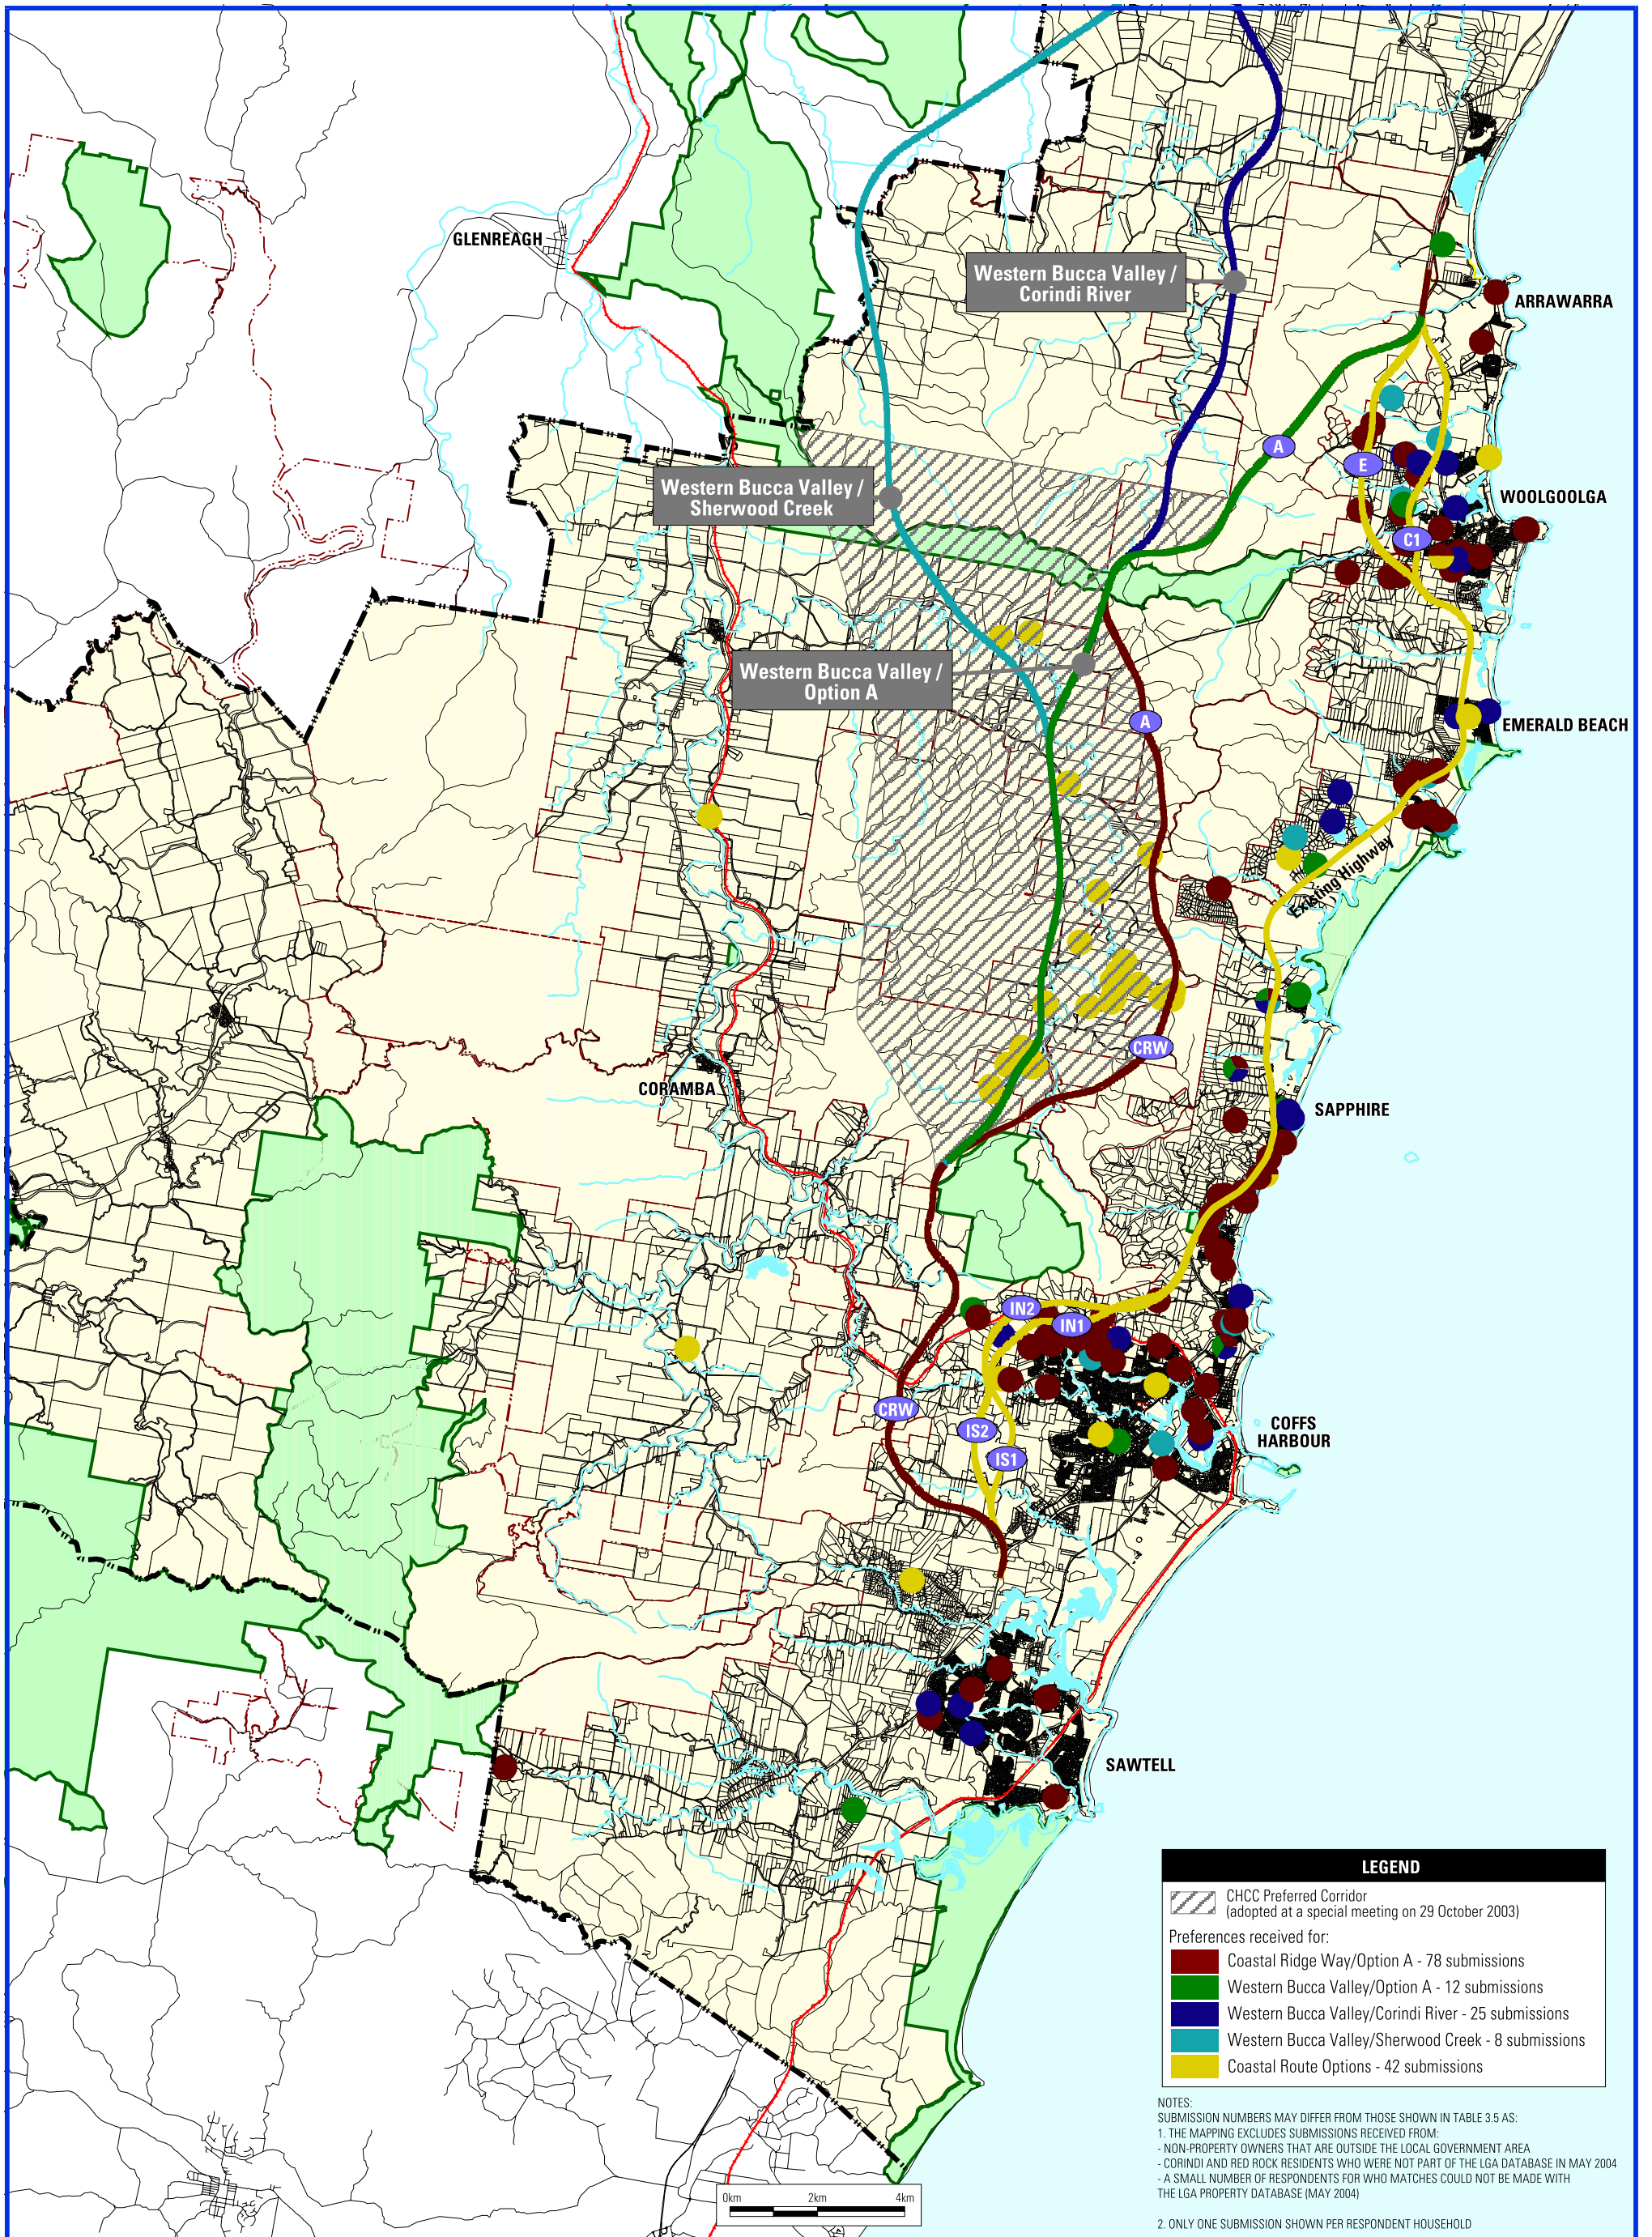 GLENREAGH
Western Bucca Valley /
Corindi River
ARRAWARRA
A
E
Western Bucca Valley /
Sherwood Creek
WOOLGOOLGA
C1
Western Bucca Valley /
Option A
A
EMERALD BEACH
Existing Highway
CRW
CORAMBA
SAPPHIRE
IN2
IN1
CRW
IS2
IS1
COFFS
HARBOUR
SAWTELL
LEGEND
CHCC Preferred Corridor
(adopted at a special meeting on 29 October 2003)
Preferences received for:
Coastal Ridge Way/Option A - 78 submissions
Western Bucca Valley/Option A - 12 submissions
Western Bucca Valley/Corindi River - 25 submissions
Western Bucca Valley/Sherwood Creek - 8 submissions
Coastal Route Options - 42 submissions
NOTES:
SUBMISSION NUMBERS MAY DIFFER FROM THOSE SHOWN IN TABLE 3.5 AS:
1. THE MAPPING EXCLUDES SUBMISSIONS RECEIVED FROM:
- NON-PROPERTY OWNERS THAT ARE OUTSIDE THE LOCAL GOVERNMENT AREA
- CORINDI AND RED ROCK RESIDENTS WHO WERE NOT PART OF THE LGA DATABASE IN MAY 2004
- A SMALL NUMBER OF RESPONDENTS FOR WHO MATCHES COULD NOT BE MADE WITH
THE LGA PROPERTY DATABASE (MAY 2004)
2. ONLY ONE SUBMISSION SHOWN PER RESPONDENT HOUSEHOLD
0km 2km 4km